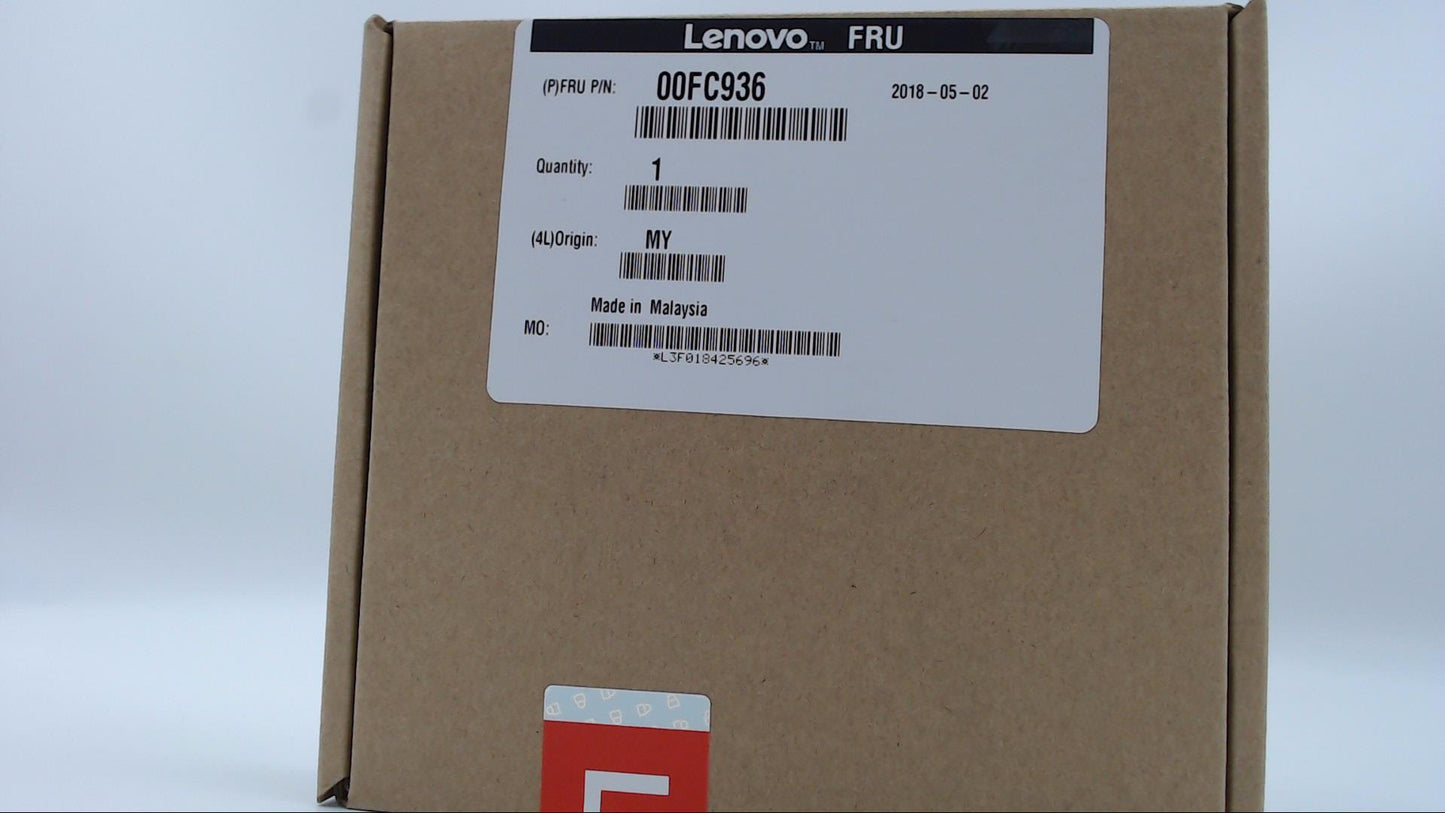 Lenovo™ FRU
(P)FRU P/N: 00FC936 2018-05-02
Quantity: 1
(4L)Origin: MY
Made in Malaysia
MO:
*L3F018425696*